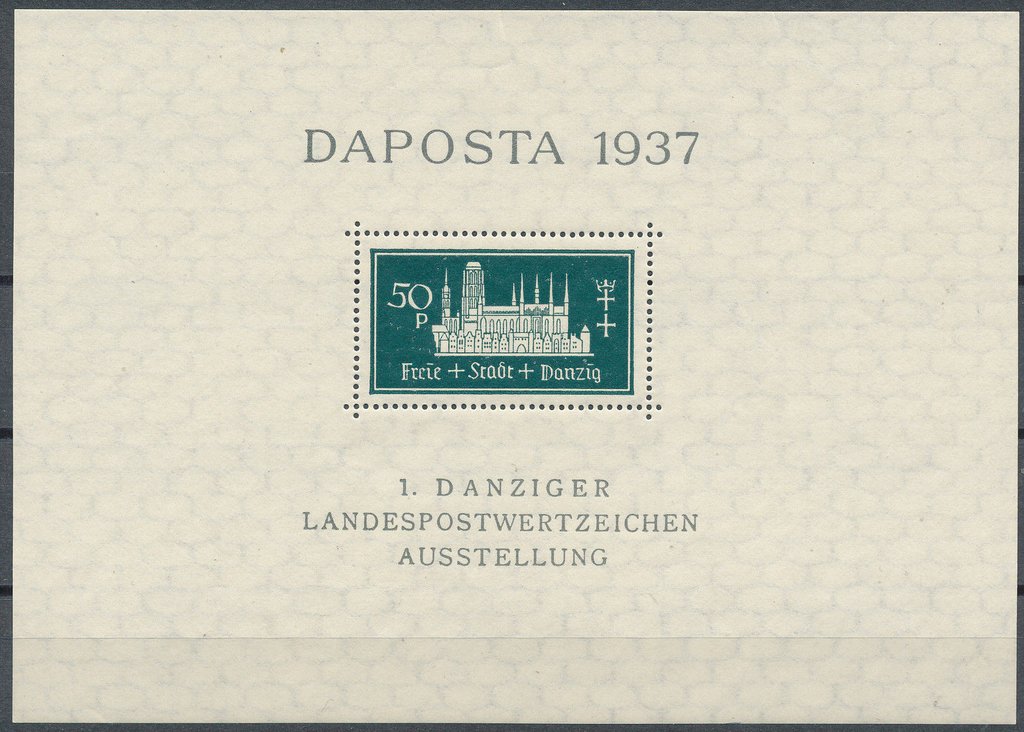 DAPOSTA 1937
50
P
Freie + Stadt + Danzig
1. DANZIGER
LANDESPOSTWERTZEICHEN
AUSSTELLUNG